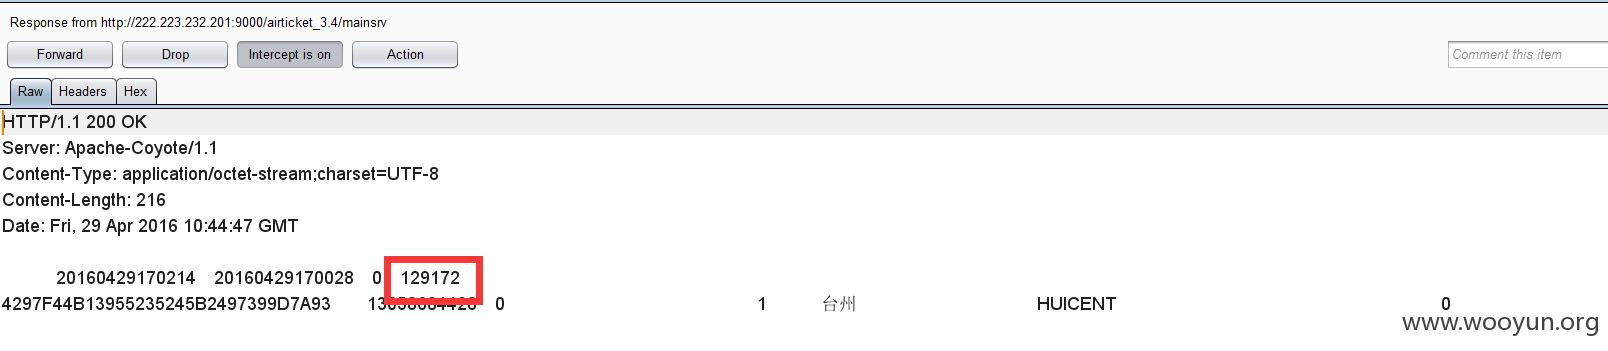 Response from http://222.223.232.201:9000/airticket_3.4/mainsrv
Forward Drop Intercept is on Action Comment this item
Raw Headers Hex
HTTP/1.1 200 OK
Server: Apache-Coyote/1.1
Content-Type: application/octet-stream;charset=UTF-8
Content-Length: 216
Date: Fri, 29 Apr 2016 10:44:47 GMT
20160429170214 20160429170028 0 129172
4297F44B13955235245B2497399D7A93 0 1 台州 HUICENT 0
www.wooyun.org